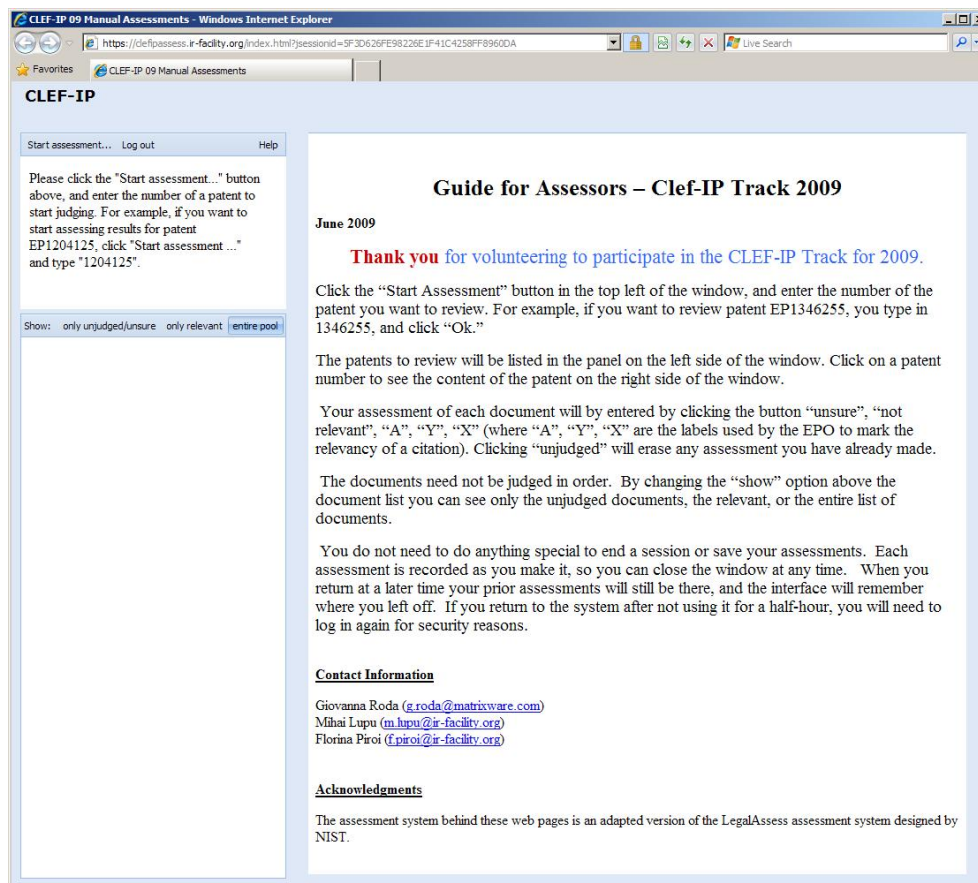 CLEF-IP 09 Manual Assessments - Windows Internet Explorer
https://clefipassess.ir-facility.org/index.html?jsessionid=5F3D626FE98226E1F41C4258FF8960DA
Live Search
Favorites
CLEF-IP 09 Manual Assessments
CLEF-IP
Start assessment... Log out Help
Please click the "Start assessment..." button
above, and enter the number of a patent to
start judging. For example, if you want to
start assessing results for patent
EP1204125, click "Start assessment ..."
and type "1204125".
Show: only unjudged/unsure only relevant entire pool
Guide for Assessors – Clef-IP Track 2009
June 2009
Thank you for volunteering to participate in the CLEF-IP Track for 2009.
Click the “Start Assessment” button in the top left of the window, and enter the number of the
patent you want to review. For example, if you want to review patent EP1346255, you type in
1346255, and click “Ok.”
The patents to review will be listed in the panel on the left side of the window. Click on a patent
number to see the content of the patent on the right side of the window.
Your assessment of each document will by entered by clicking the button “unsure”, “not
relevant”, “A”, “Y”, “X” (where “A”, “Y”, “X” are the labels used by the EPO to mark the
relevancy of a citation). Clicking “unjudged” will erase any assessment you have already made.
The documents need not be judged in order. By changing the “show” option above the
document list you can see only the unjudged documents, the relevant, or the entire list of
documents.
You do not need to do anything special to end a session or save your assessments. Each
assessment is recorded as you make it, so you can close the window at any time. When you
return at a later time your prior assessments will still be there, and the interface will remember
where you left off. If you return to the system after not using it for a half-hour, you will need to
log in again for security reasons.
Contact Information
Giovanna Roda (g.roda@matrixware.com)
Mihai Lupu (m.lupu@ir-facility.org)
Florina Piroi (f.piroi@ir-facility.org)
Acknowledgments
The assessment system behind these web pages is an adapted version of the LegalAssess assessment system designed by
NIST.